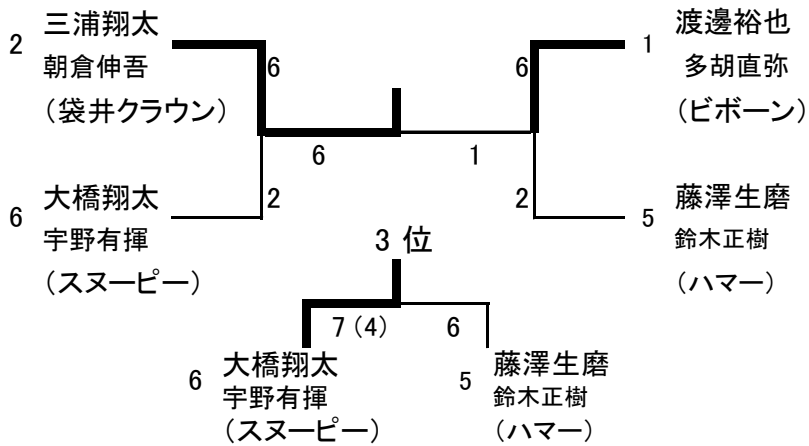 2 三浦翔太
朝倉伸吾
(袋井クラウン)
6
6
2
6 大橋翔太
宇野有揮
(スヌーピー)
1 渡邊裕也
多胡直弥
(ビボーン)
6
1
2
5 藤澤生磨
鈴木正樹
(ハマー)
3 位
7(4) 6
6 大橋翔太
宇野有揮
(スヌーピー)
5 藤澤生磨
鈴木正樹
(ハマー)